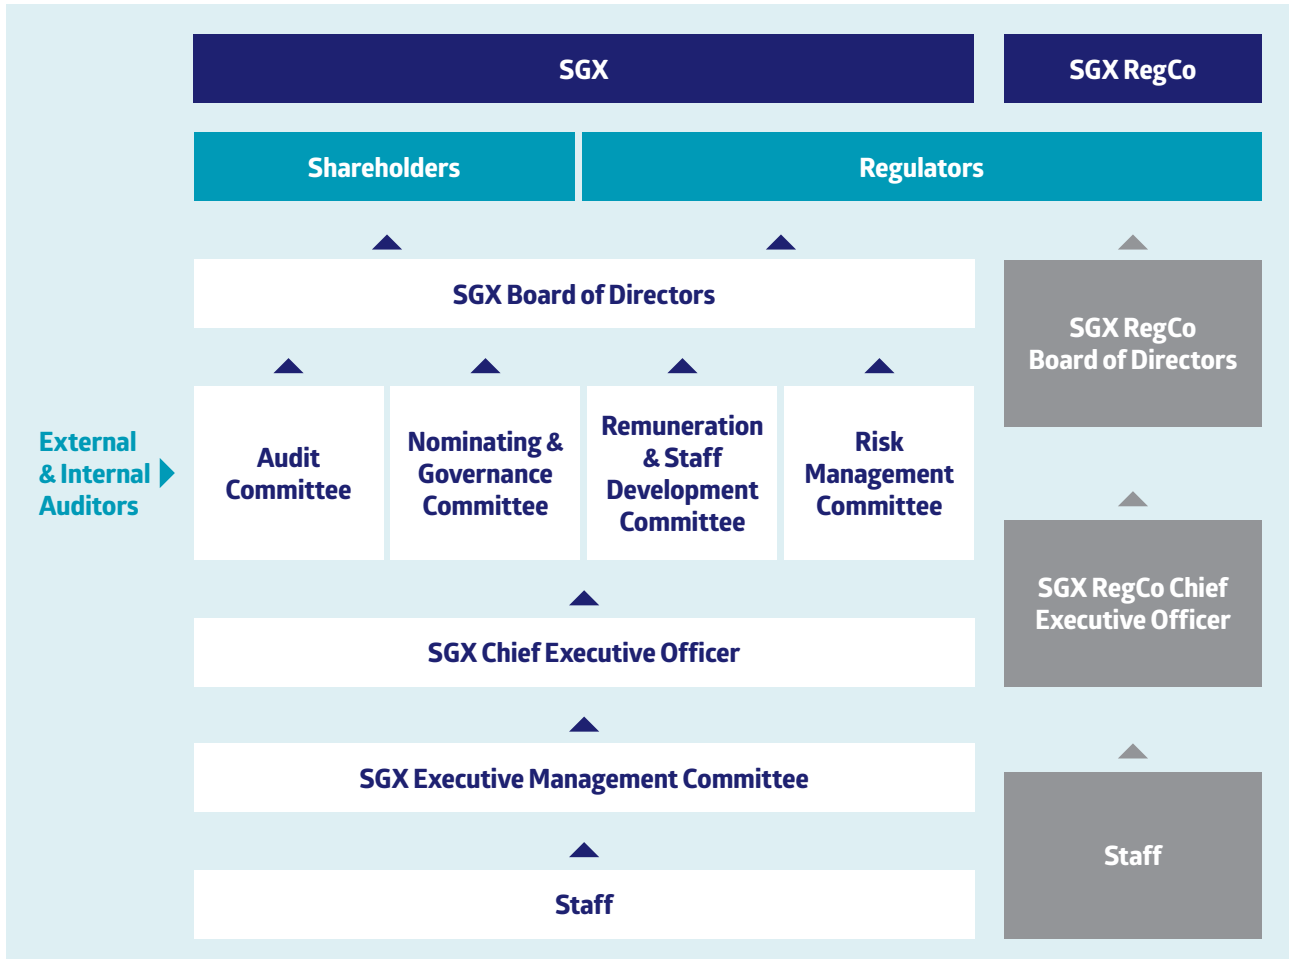 SGX
SGX RegCo
Shareholders
Regulators
SGX Board of Directors
SGX RegCo
Board of Directors
External
& Internal
Auditors
Audit
Committee
Nominating &
Governance
Committee
Remuneration
& Staff
Development
Committee
Risk
Management
Committee
SGX RegCo Chief
Executive Officer
SGX Chief Executive Officer
SGX Executive Management Committee
Staff
Staff